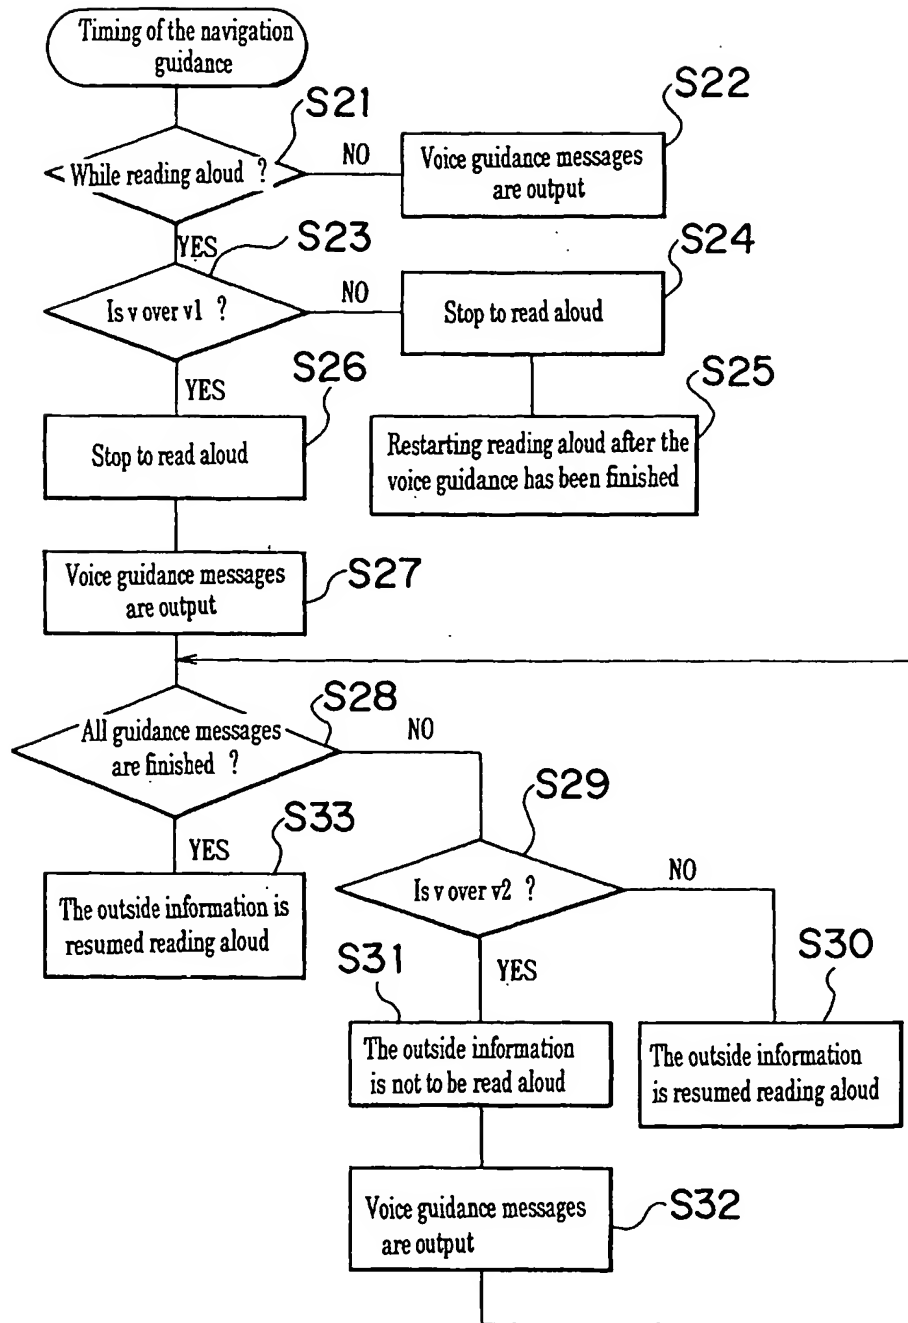 Timing of the navigation
guidance
S21
S22
While reading aloud ?
NO
Voice guidance messages
are output
YES
S23
S24
Is v over v1 ?
NO
Stop to read aloud
YES
S26
S25
Stop to read aloud
Restarting reading aloud after the
voice guidance has been finished
Voice guidance messages
are output
S27
S28
All guidance messages
are finished ?
NO
S29
YES
S33
Is v over v2 ?
NO
The outside information is
resumed reading aloud
S31
YES
S30
The outside information
is not to be read aloud
The outside information
is resumed reading aloud
Voice guidance messages
are output
S32